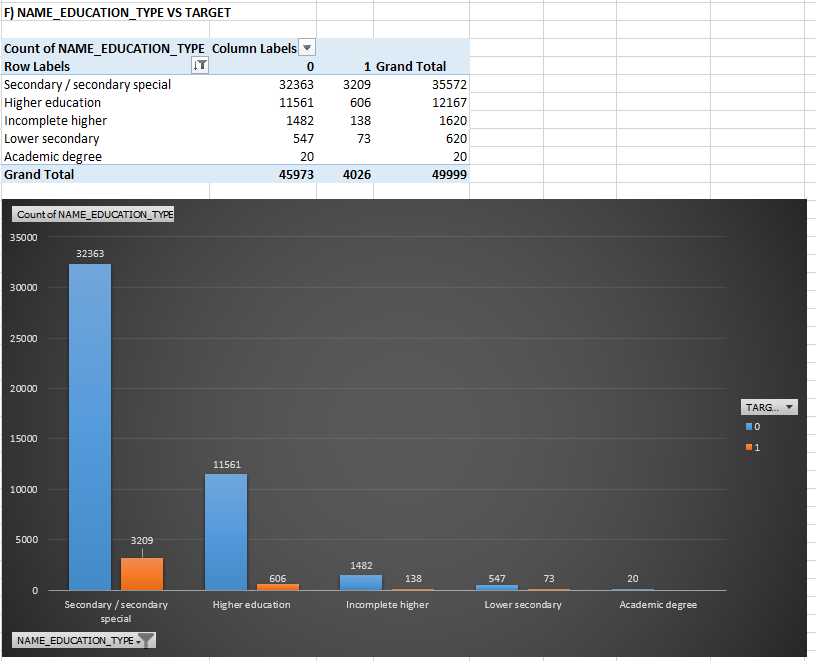 F) NAME_EDUCATION_TYPE VS TARGET
Count of NAME_EDUCATION_TYPE Column Labels
Row Labels 0 1 Grand Total
Secondary / secondary special 32363 3209 35572
Higher education 11561 606 12167
Incomplete higher 1482 138 1620
Lower secondary 547 73 620
Academic degree 20 20
Grand Total 45973 4026 49999
Count of NAME_EDUCATION_TYPE
35000
32363
30000
25000
20000
15000
11561
10000
5000
3209
1482
606
138
547
73
20
0
Secondary / secondary
special
Higher education
Incomplete higher
Lower secondary
Academic degree
TARG...
0
1
NAME_EDUCATION_TYPE